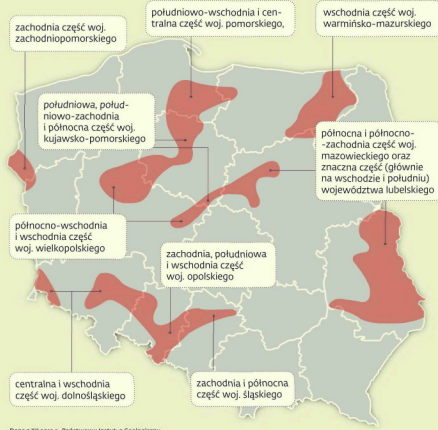 zachodnia część woj.
zachodniopomorskiego
południowo-wschodnia i cen-
tralna część woj. pomorskiego,
wschodnia część woj.
warmińsko-mazurskiego
południowa, połud-
niowo-zachodnia
i północna część woj.
kujawsko-pomorskiego
północna i północno-
-zachodnia część woj.
mazowieckiego oraz
znaczna część (głównie
na wschodzie i południu)
województwa lubelskiego
północno-wschodnia
i wschodnia część
woj. wielkopolskiego
zachodnia, południowa
i wschodnia część
woj. opolskiego
centralna i wschodnia
część woj. dolnośląskiego
zachodnia i północna
część woj. śląskiego